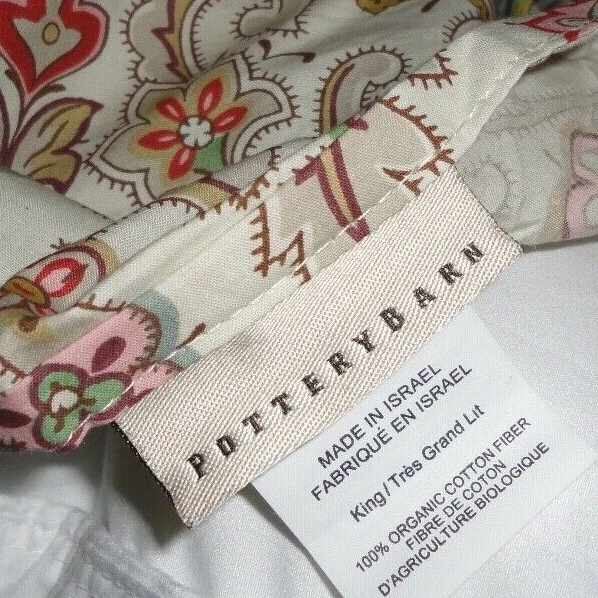 POTTERYBARN
MADE IN ISRAEL
FABRIQUÉ EN ISRAEL
King / Très Grand Lit
100% ORGANIC COTTON FIBER
FIBRE DE COTON
D'AGRICULTURE BIOLOGIQUE